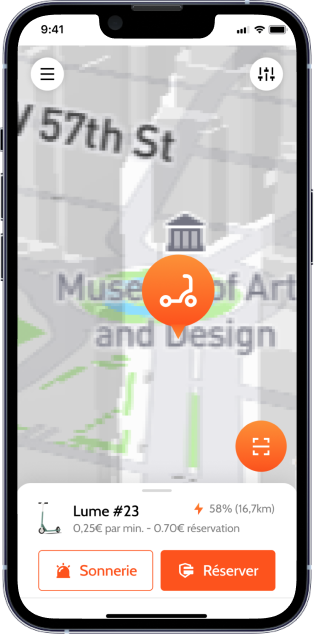 9:41
W 57th St
Museum of Art
and Design
Lume #23
58% (16,7km)
0,25€ par min. - 0.70€ réservation
Sonnerie
Réserver